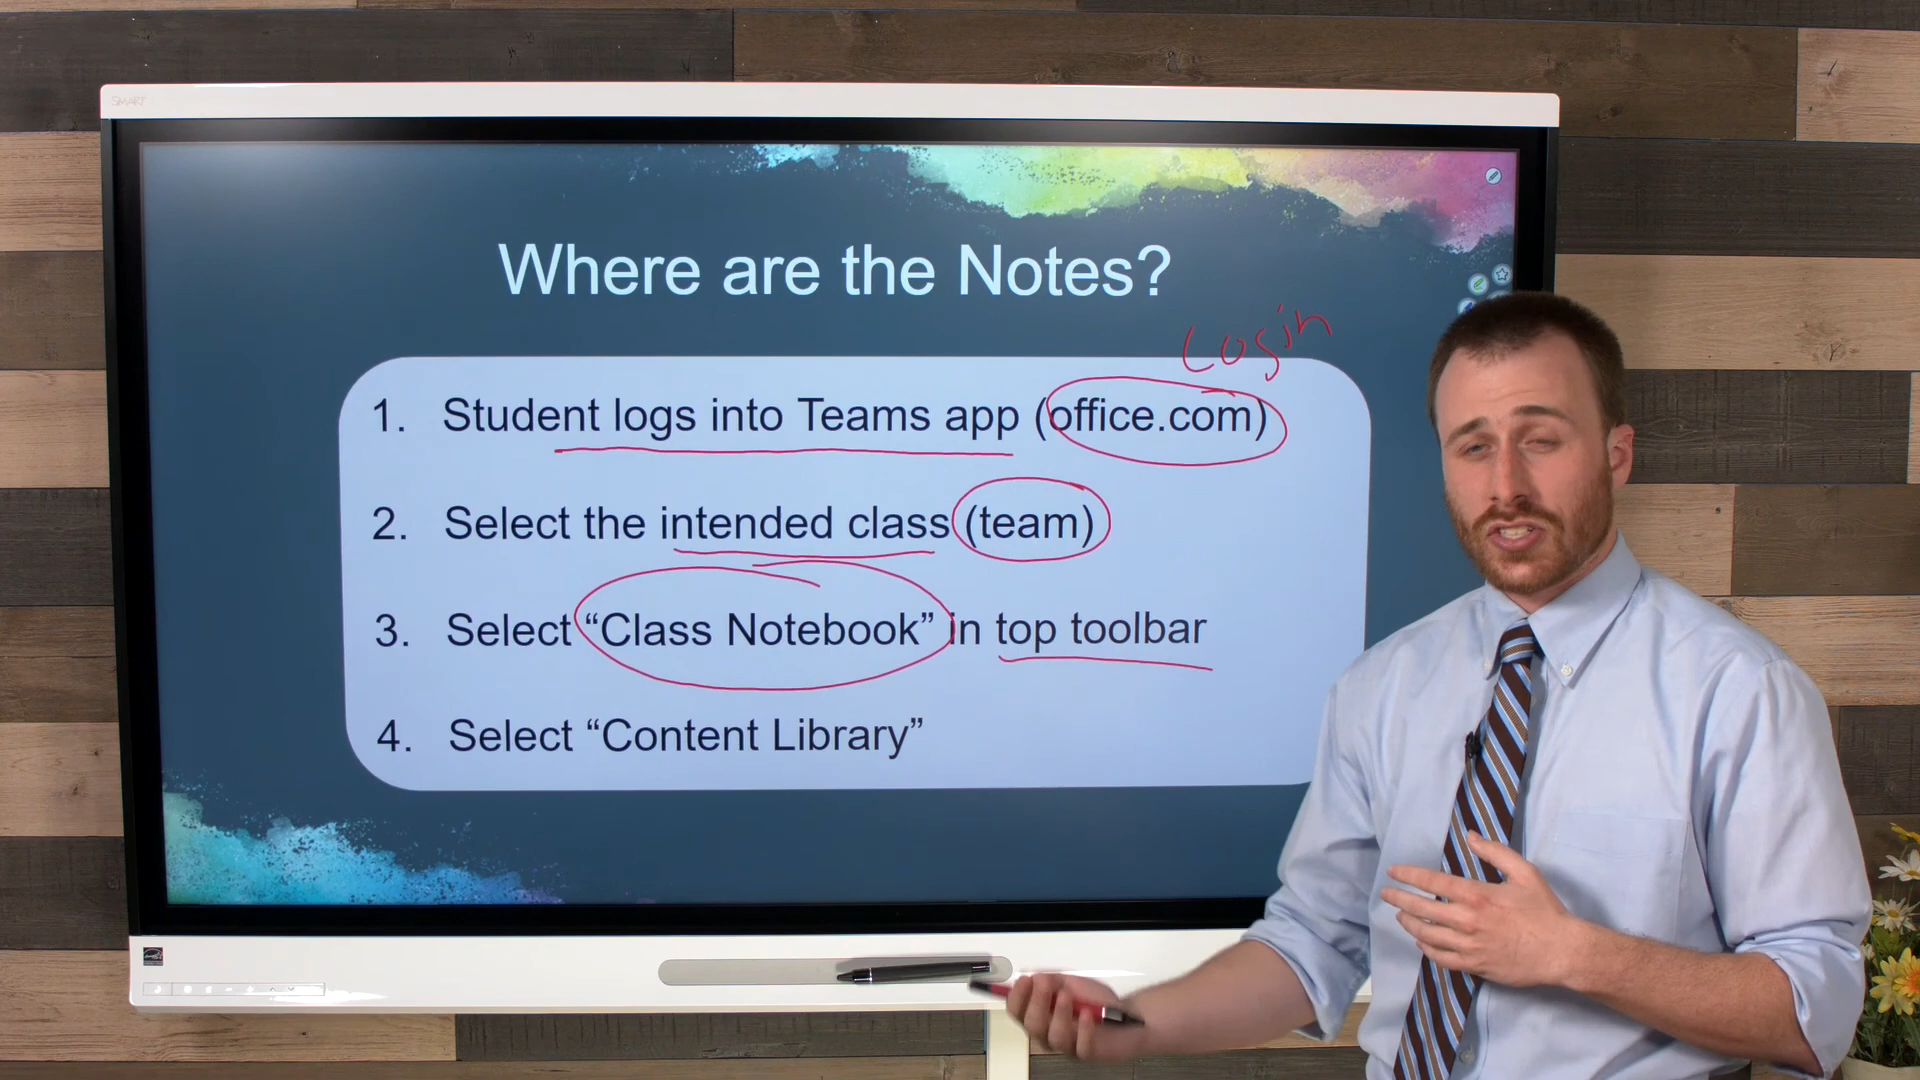 SMART
Where are the Notes?
Login
1. Student logs into Teams app (office.com)
2. Select the intended class (team)
3. Select “Class Notebook” in top toolbar
4. Select “Content Library”